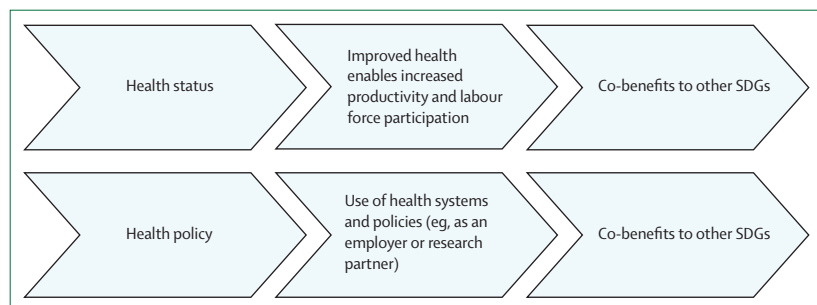 Health status
Improved health
enables increased
productivity and labour
force participation
Co-benefits to other SDGs
Health policy
Use of health systems
and policies (eg, as an
employer or research
partner)
Co-benefits to other SDGs